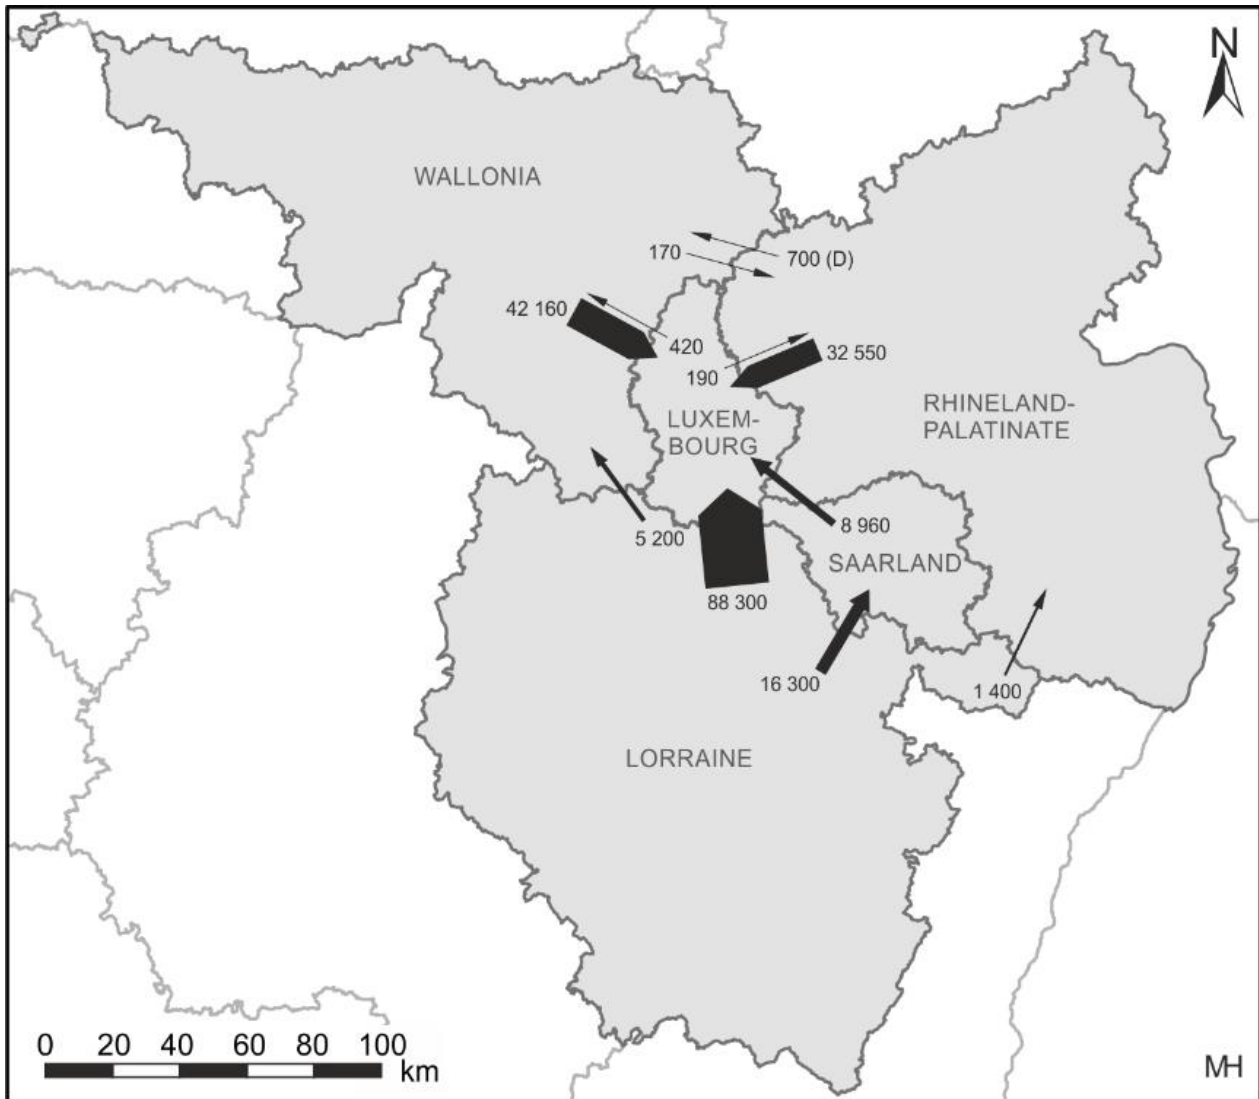 N
WALLONIA
170
700 (D)
42 160
420
190
32 550
LUXEM-
BOURG
RHINELAND-
PALATINATE
5 200
8 960
SAARLAND
88 300
16 300
1 400
LORRAINE
0 20 40 60 80 100
km
MH